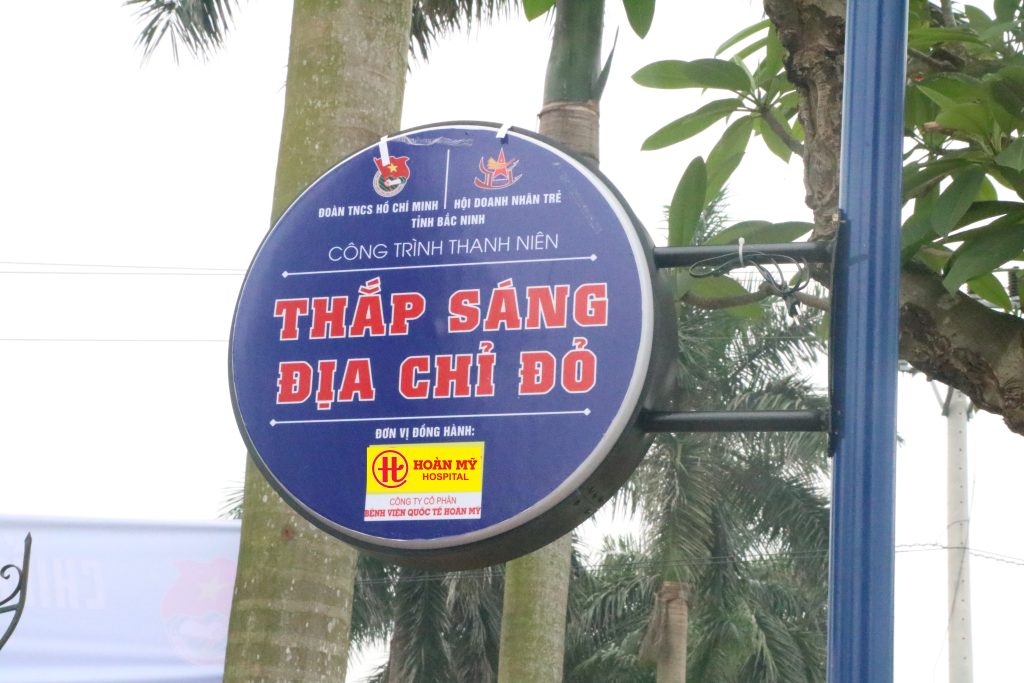 ĐOÀN TNCS HỒ CHÍ MINH | HỘI DOANH NHÂN TRẺ
TỈNH BẮC NINH
CÔNG TRÌNH THANH NIÊN
THẮP SÁNG
ĐỊA CHỈ ĐỎ
ĐƠN VỊ ĐỒNG HÀNH:
HOÀN MỸ
HOSPITAL
CÔNG TY CỔ PHẦN
BỆNH VIỆN QUỐC TẾ HOÀN MỸ